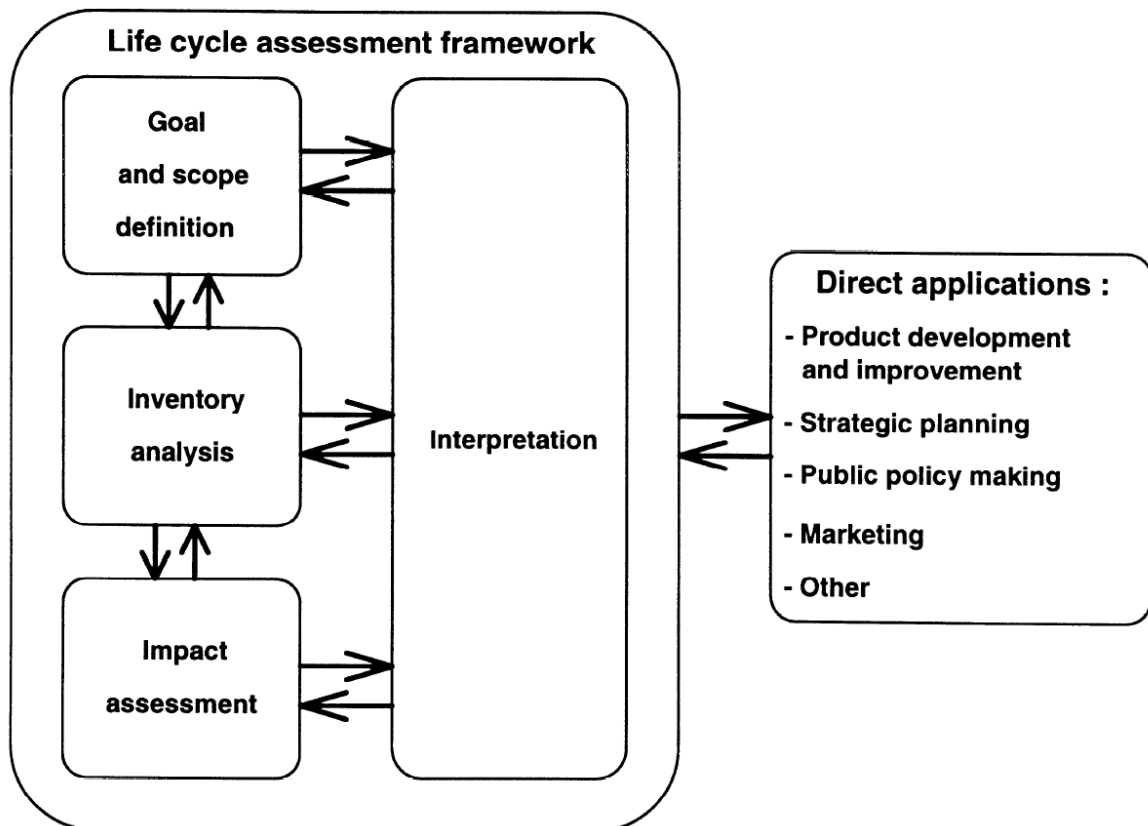 Life cycle assessment framework
Goal
and scope
definition
Inventory
analysis
Impact
assessment
Interpretation
Direct applications :
- Product development
and improvement
- Strategic planning
- Public policy making
- Marketing
- Other